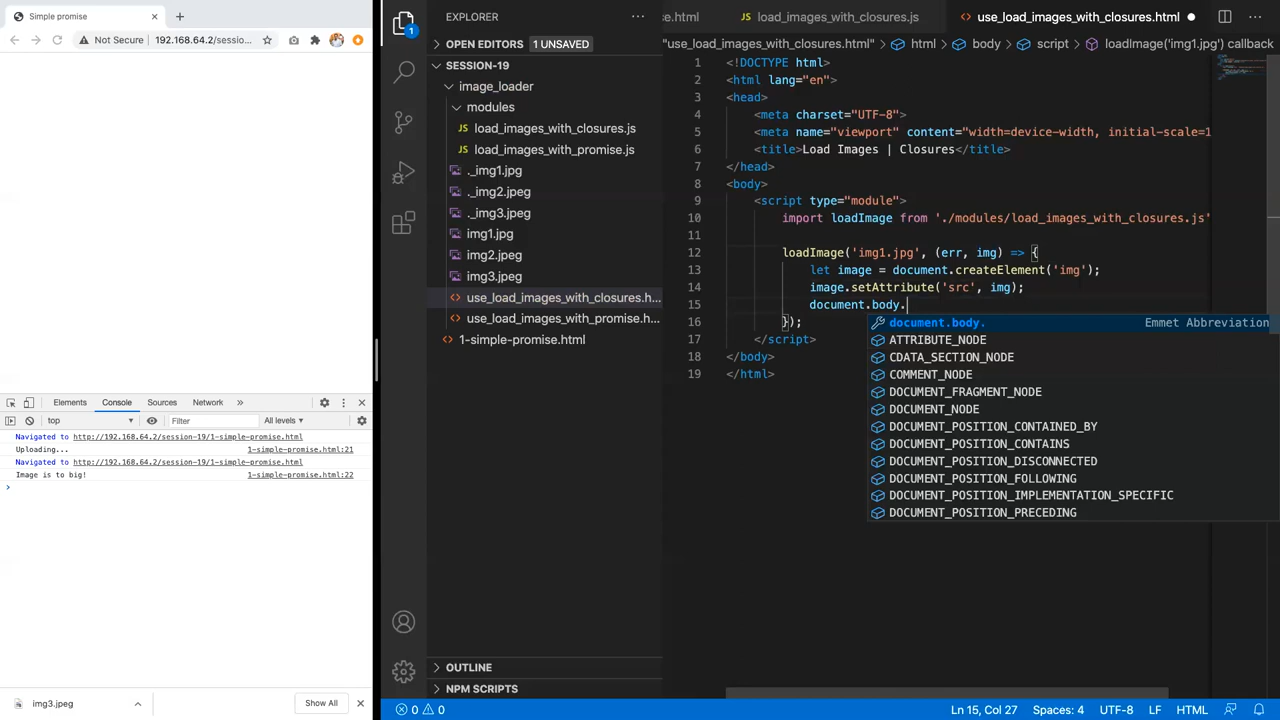 Simple promise
Not Secure
192.168.64.2/sessio...
Elements
Console
Sources
Network
top
Filter
All levels
Navigated to http://192.168.64.2/session-19/1-simple-promise.html
Uploading... 1-simple-promise.html:21
Navigated to http://192.168.64.2/session-19/1-simple-promise.html
Image is to big! 1-simple-promise.html:22
img3.jpeg
Show All
1
EXPLORER
OPEN EDITORS 1 UNSAVED
SESSION-19
image_loader
modules
JS load_images_with_closures.js
JS load_images_with_promise.js
._img1.jpg
._img2.jpeg
._img3.jpeg
img1.jpg
img2.jpeg
img3.jpeg
use_load_images_with_closures.h...
use_load_images_with_promise.h...
1-simple-promise.html
OUTLINE
NPM SCRIPTS
se.html
JS load_images_with_closures.js
use_load_images_with_closures.html
"use_load_images_with_closures.html" html body script loadImage('img1.jpg') callback
1 <!DOCTYPE html>
2 <html lang="en">
3 <head>
4 <meta charset="UTF-8">
5 <meta name="viewport" content="width=device-width, initial-scale=1
6 <title>Load Images | Closures</title>
7 </head>
8 <body>
9 <script type="module">
10 import loadImage from './modules/load_images_with_closures.js'
11
12 loadImage('img1.jpg', (err, img) => {
13 let image = document.createElement('img');
14 image.setAttribute('src', img);
15 document.body.
16 });
17 </script>
18 </body>
19 </html>
document.body. Emmet Abbreviation
ATTRIBUTE_NODE
CDATA_SECTION_NODE
COMMENT_NODE
DOCUMENT_FRAGMENT_NODE
DOCUMENT_NODE
DOCUMENT_POSITION_CONTAINED_BY
DOCUMENT_POSITION_CONTAINS
DOCUMENT_POSITION_DISCONNECTED
DOCUMENT_POSITION_FOLLOWING
DOCUMENT_POSITION_IMPLEMENTATION_SPECIFIC
DOCUMENT_POSITION_PRECEDING
0 0 Ln 15, Col 27 Spaces: 4 UTF-8 LF HTML